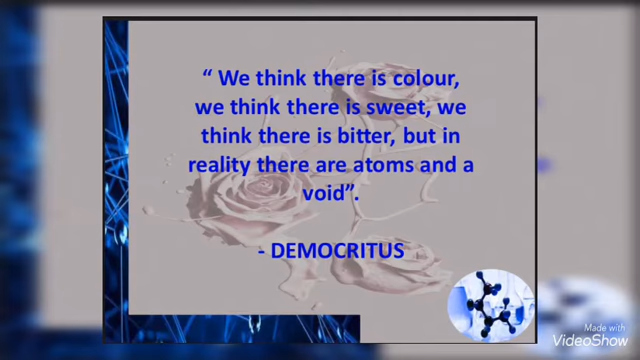 “ We think there is colour,
we think there is sweet, we
think there is bitter, but in
reality there are atoms and a
void”.
- DEMOCRITUS
Made with
VideoShow